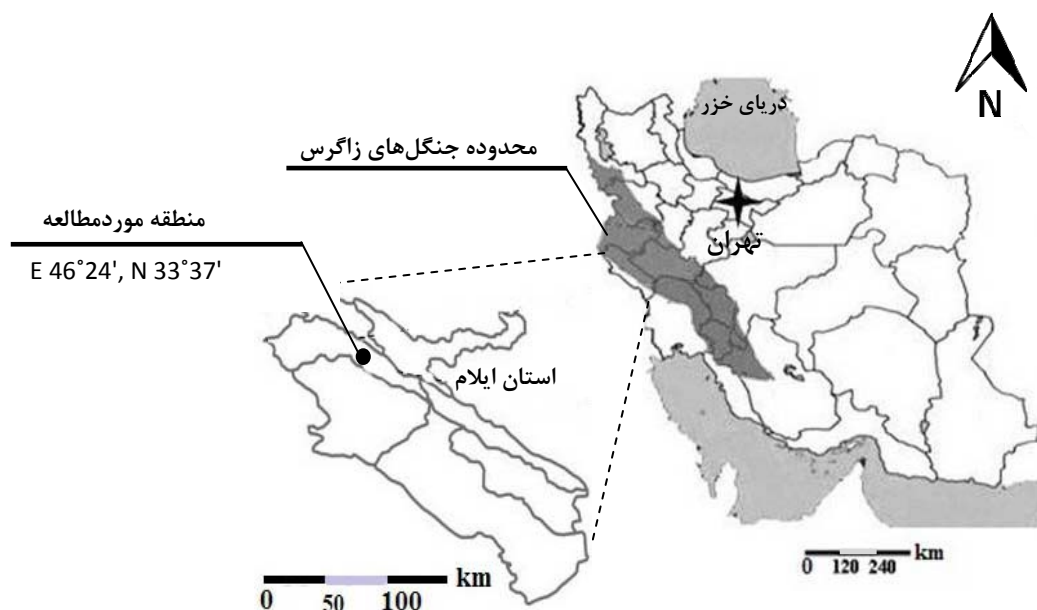 N
دریای خزر
محدوده جنگل‌های زاگرس
تهران
منطقه موردمطالعه
E 46˚24', N 33˚37'
استان ایلام
km
0 120 240
km
0 50 100